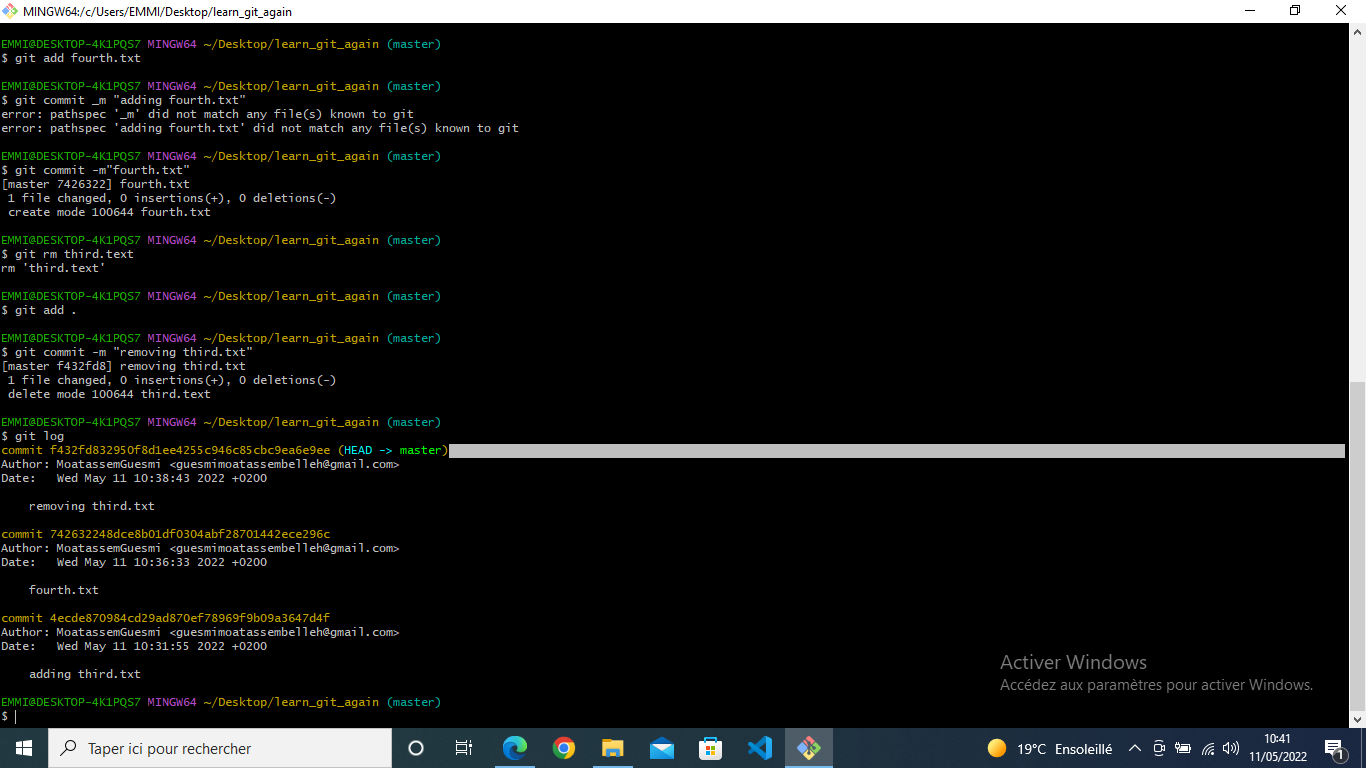 MINGW64:/c/Users/EMMI/Desktop/learn_git_again
EMMI@DESKTOP-4K1PQS7 MINGW64 ~/Desktop/learn_git_again (master)
$ git add fourth.txt
EMMI@DESKTOP-4K1PQS7 MINGW64 ~/Desktop/learn_git_again (master)
$ git commit _m "adding fourth.txt"
error: pathspec '_m' did not match any file(s) known to git
error: pathspec 'adding fourth.txt' did not match any file(s) known to git
EMMI@DESKTOP-4K1PQS7 MINGW64 ~/Desktop/learn_git_again (master)
$ git commit -m"fourth.txt"
[master 7426322] fourth.txt
 1 file changed, 0 insertions(+), 0 deletions(-)
 create mode 100644 fourth.txt
EMMI@DESKTOP-4K1PQS7 MINGW64 ~/Desktop/learn_git_again (master)
$ git rm third.text
rm 'third.text'
EMMI@DESKTOP-4K1PQS7 MINGW64 ~/Desktop/learn_git_again (master)
$ git add .
EMMI@DESKTOP-4K1PQS7 MINGW64 ~/Desktop/learn_git_again (master)
$ git commit -m "removing third.txt"
[master f432fd8] removing third.txt
 1 file changed, 0 insertions(+), 0 deletions(-)
 delete mode 100644 third.text
EMMI@DESKTOP-4K1PQS7 MINGW64 ~/Desktop/learn_git_again (master)
$ git log
commit f432fd832950f8d1ee4255c946c85cbc9ea6e9ee (HEAD -> master)
Author: MoatassemGuesmi <guesmimoatassembelleh@gmail.com>
Date:   Wed May 11 10:38:43 2022 +0200
    removing third.txt
commit 742632248dce8b01df0304abf28701442ece296c
Author: MoatassemGuesmi <guesmimoatassembelleh@gmail.com>
Date:   Wed May 11 10:36:33 2022 +0200
    fourth.txt
commit 4ecde870984cd29ad870ef78969f9b09a3647d4f
Author: MoatassemGuesmi <guesmimoatassembelleh@gmail.com>
Date:   Wed May 11 10:31:55 2022 +0200
    adding third.txt
EMMI@DESKTOP-4K1PQS7 MINGW64 ~/Desktop/learn_git_again (master)
$
Activer Windows
Accédez aux paramètres pour activer Windows.
Taper ici pour rechercher
19°C Ensoleillé
10:41
11/05/2022
1